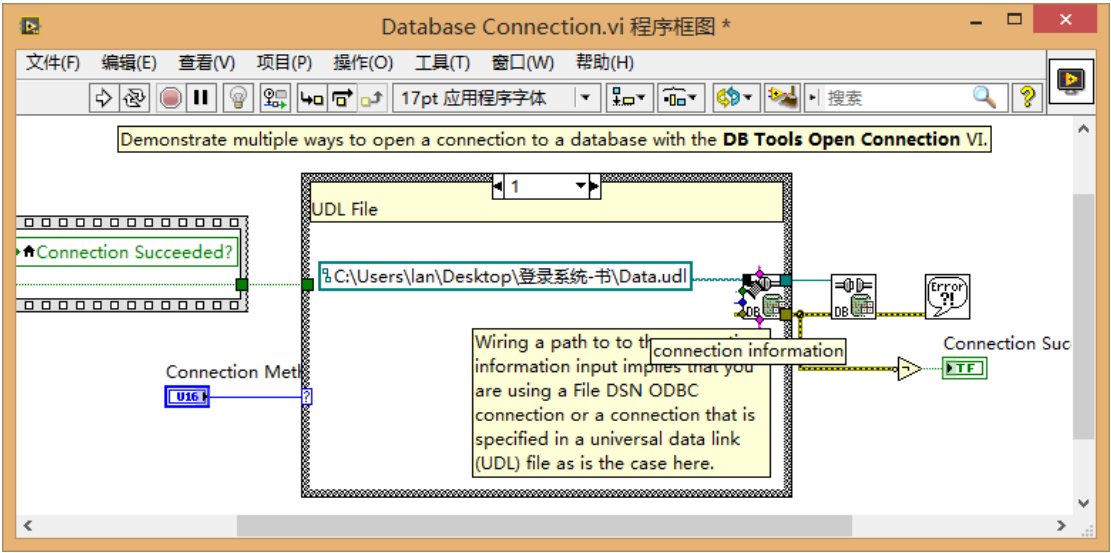 Database Connection.vi 程序框图 *
文件(F) 编辑(E) 查看(V) 项目(P) 操作(O) 工具(T) 窗口(W) 帮助(H)
17pt 应用程序字体
搜索
Demonstrate multiple ways to open a connection to a database with the DB Tools Open Connection VI.
1
UDL File
Connection Succeeded?
C:\Users\lan\Desktop\登录系统-书\Data.udl
DB
DB
Error
?!
Wiring a path to to th
connection information
information input implies that you
are using a File DSN ODBC
connection or a connection that is
specified in a universal data link
(UDL) file as is the case here.
Connection Suc
TF
Connection Meth
U16
?